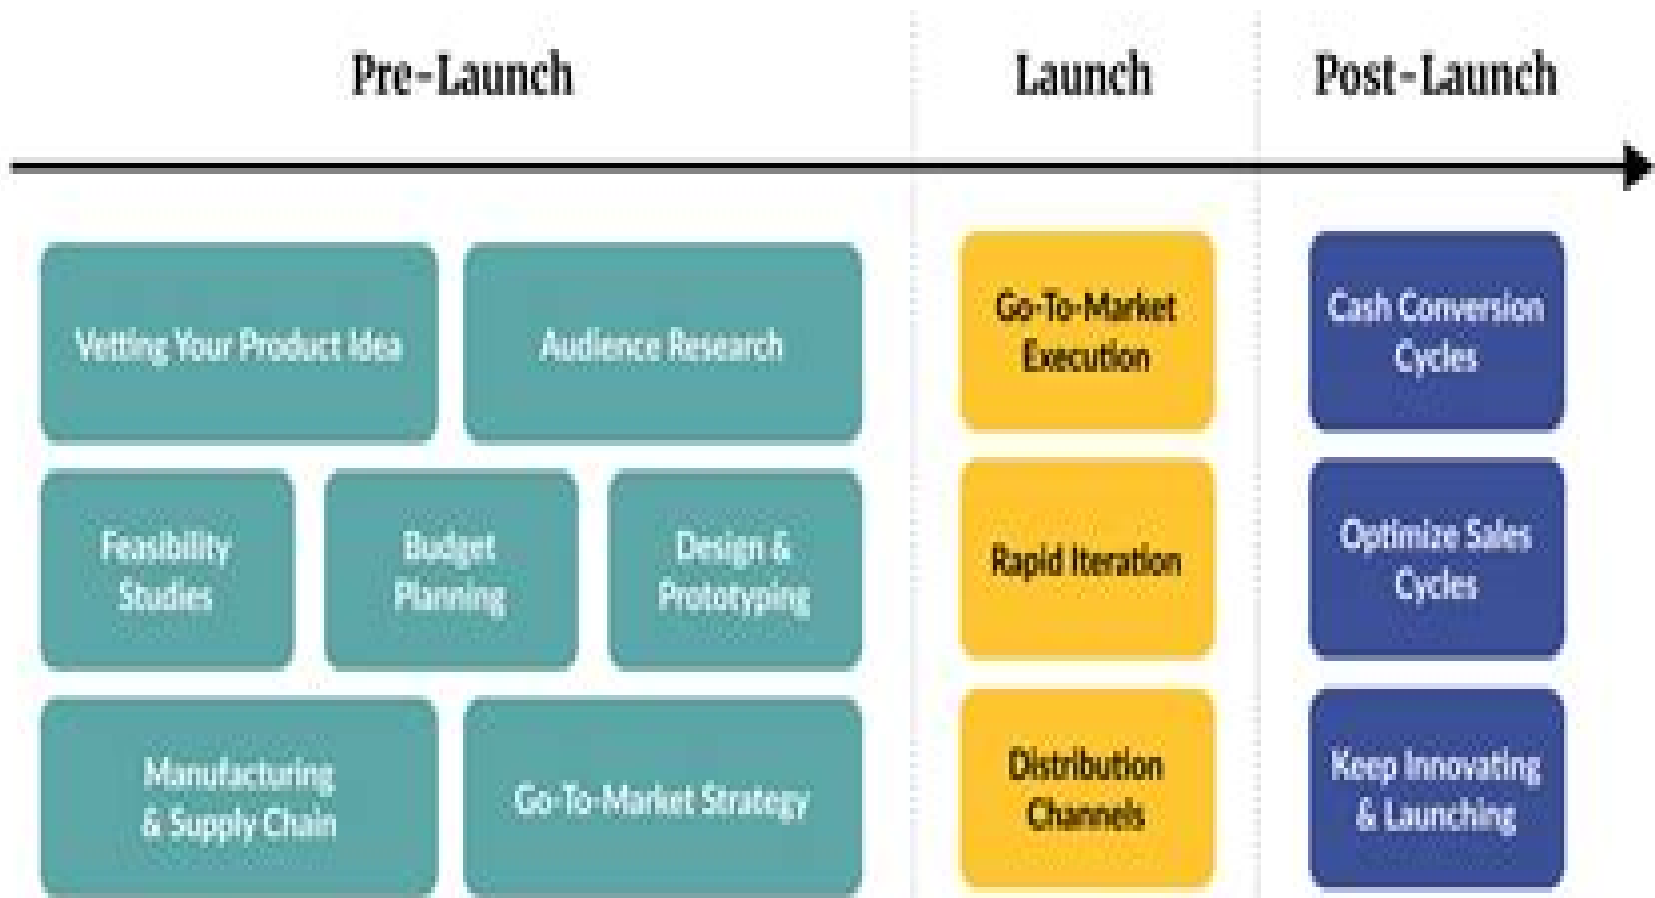 Pre-Launch
Launch
Post-Launch
Vetting Your Product Idea
Audience Research
Feasibility
Studies
Budget
Planning
Design &
Prototyping
Manufacturing
& Supply Chain
Go-To-Market Strategy
Go-To-Market
Execution
Rapid Iteration
Distribution
Channels
Cash Conversion
Cycles
Optimize Sales
Cycles
Keep Innovating
& Launching